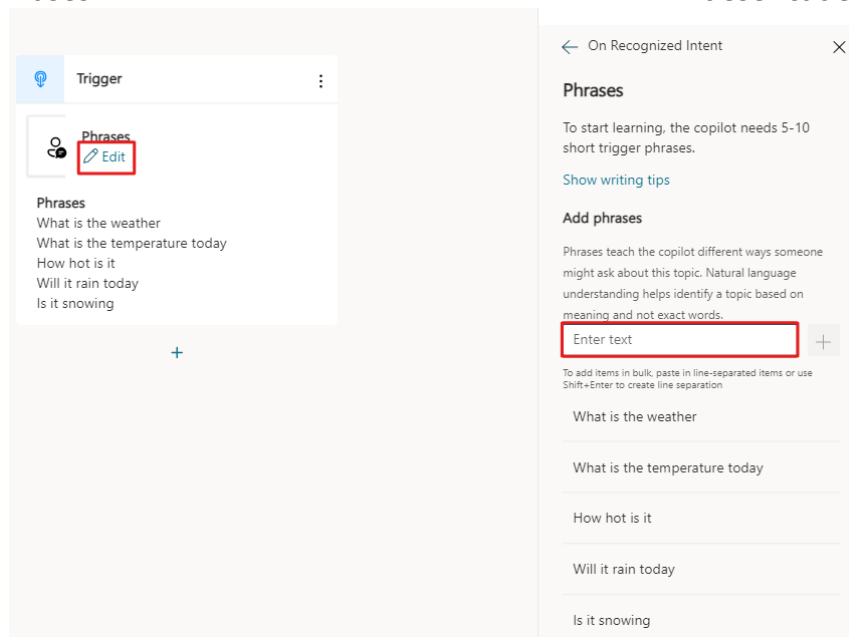 Trigger
Phrases
Edit
Phrases
What is the weather
What is the temperature today
How hot is it
Will it rain today
Is it snowing
On Recognized Intent
Phrases
To start learning, the copilot needs 5-10
short trigger phrases.
Show writing tips
Add phrases
Phrases teach the copilot different ways someone
might ask about this topic. Natural language
understanding helps identify a topic based on
meaning and not exact words.
Enter text
To add items in bulk, paste in line-separated items or use
Shift+Enter to create line separation
What is the weather
What is the temperature today
How hot is it
Will it rain today
Is it snowing